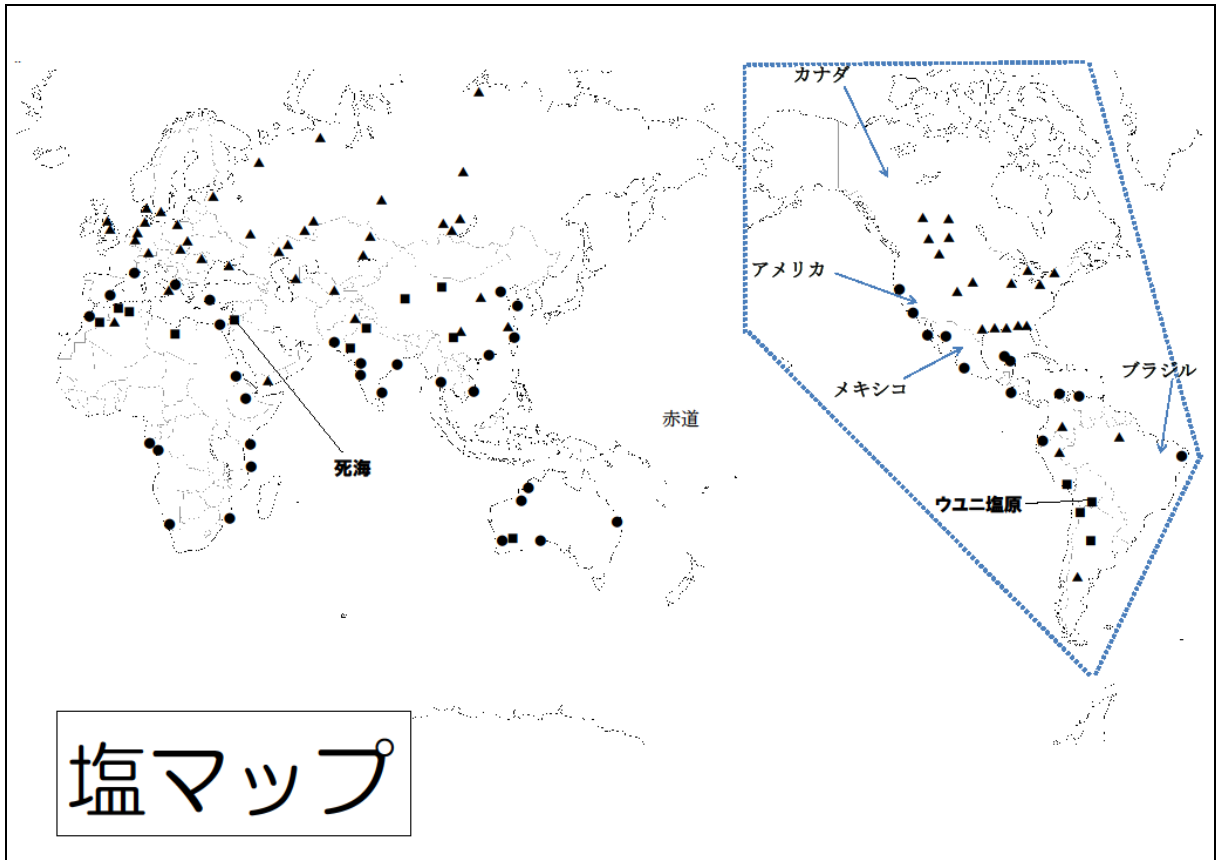 カナダ
アメリカ
メキシコ
ブラジル
赤道
死海
ウユニ塩原
塩マップ